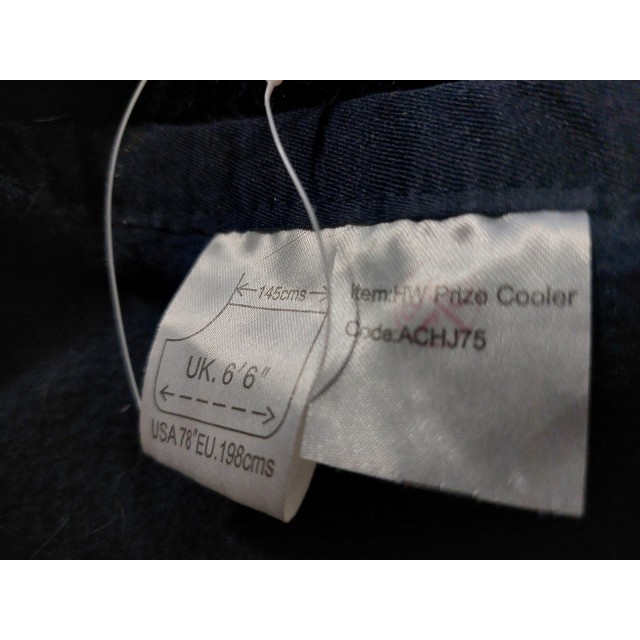 145cms
UK. 6'6"
USA 78"EU.198cms
Item:HW Prize Cooler
Code:ACHJ75